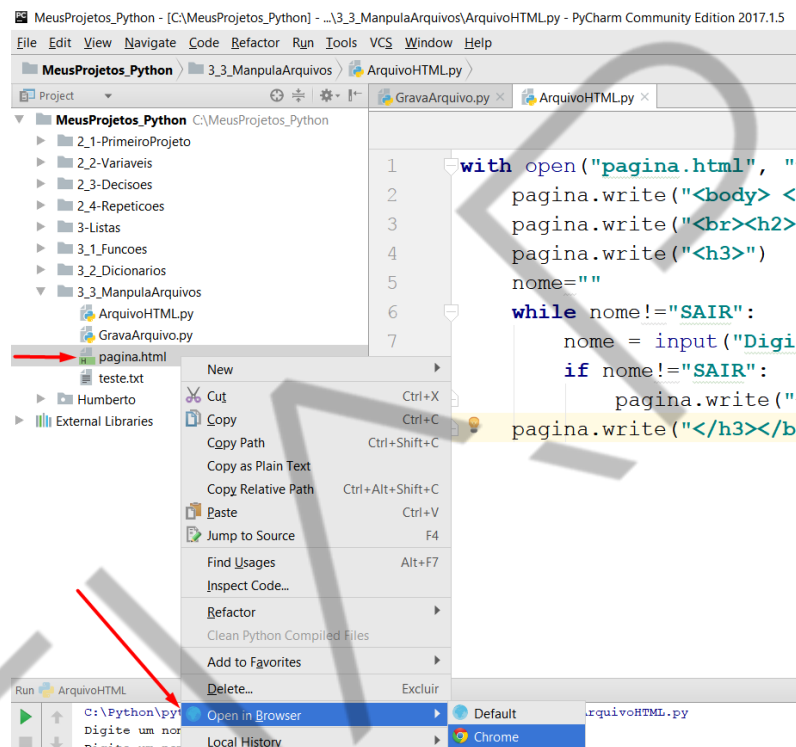 MeusProjetos_Python - [C:\MeusProjetos_Python] - ...\3_3_ManpulaArquivos\ArquivoHTML.py - PyCharm Community Edition 2017.1.5
File Edit View Navigate Code Refactor Run Tools VCS Window Help
MeusProjetos_Python 3_3_ManpulaArquivos ArquivoHTML.py
Project
GravaArquivo.py ArquivoHTML.py
MeusProjetos_Python C:\MeusProjetos_Python
2_1-PrimeiroProjeto
2_2-Variaveis
2_3-Decisoes
2_4-Repeticoes
3-Listas
3_1_Funcoes
3_2_Dicionarios
3_3_ManpulaArquivos
ArquivoHTML.py
GravaArquivo.py
pagina.html
teste.txt
Humberto
External Libraries
1 with open("pagina.html", "
2 pagina.write("<body> <
3 pagina.write("<br><h2>
4 pagina.write("<h3>")
5 nome=""
6 while nome!="SAIR":
7 nome = input("Digi
if nome!="SAIR":
pagina.write("
pagina.write("</h3></b
New
Cut Ctrl+X
Copy Ctrl+C
Copy Path Ctrl+Shift+C
Copy as Plain Text
Copy Relative Path Ctrl+Alt+Shift+C
Paste Ctrl+V
Jump to Source F4
Find Usages Alt+F7
Inspect Code...
Refactor
Clean Python Compiled Files
Add to Favorites
Delete... Excluir
Open in Browser
Local History
Default
Chrome
Run ArquivoHTML
C:\Python\pyt
rquivoHTML.py
Digite um nom